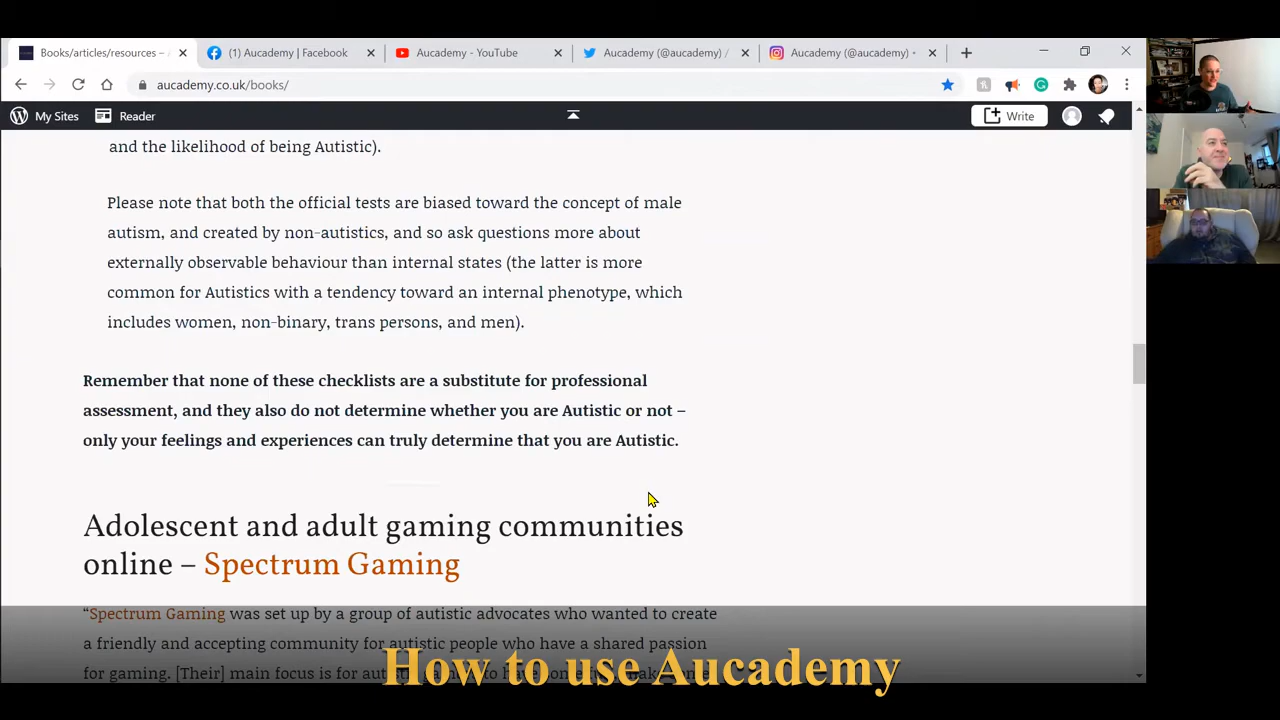 Books/articles/resources –
(1) Aucademy | Facebook
Aucademy - YouTube
Aucademy (@aucademy) /
Aucademy (@aucademy) •
aucademy.co.uk/books/
My Sites
Reader
Write
and the likelihood of being Autistic).
Please note that both the official tests are biased toward the concept of male
autism, and created by non-autistics, and so ask questions more about
externally observable behaviour than internal states (the latter is more
common for Autistics with a tendency toward an internal phenotype, which
includes women, non-binary, trans persons, and men).
Remember that none of these checklists are a substitute for professional
assessment, and they also do not determine whether you are Autistic or not –
only your feelings and experiences can truly determine that you are Autistic.
Adolescent and adult gaming communities
online – Spectrum Gaming
“Spectrum Gaming was set up by a group of autistic advocates who wanted to create
a friendly and accepting community for autistic people who have a shared passion
for gaming. [Their] main focus is for
How to use Aucademy